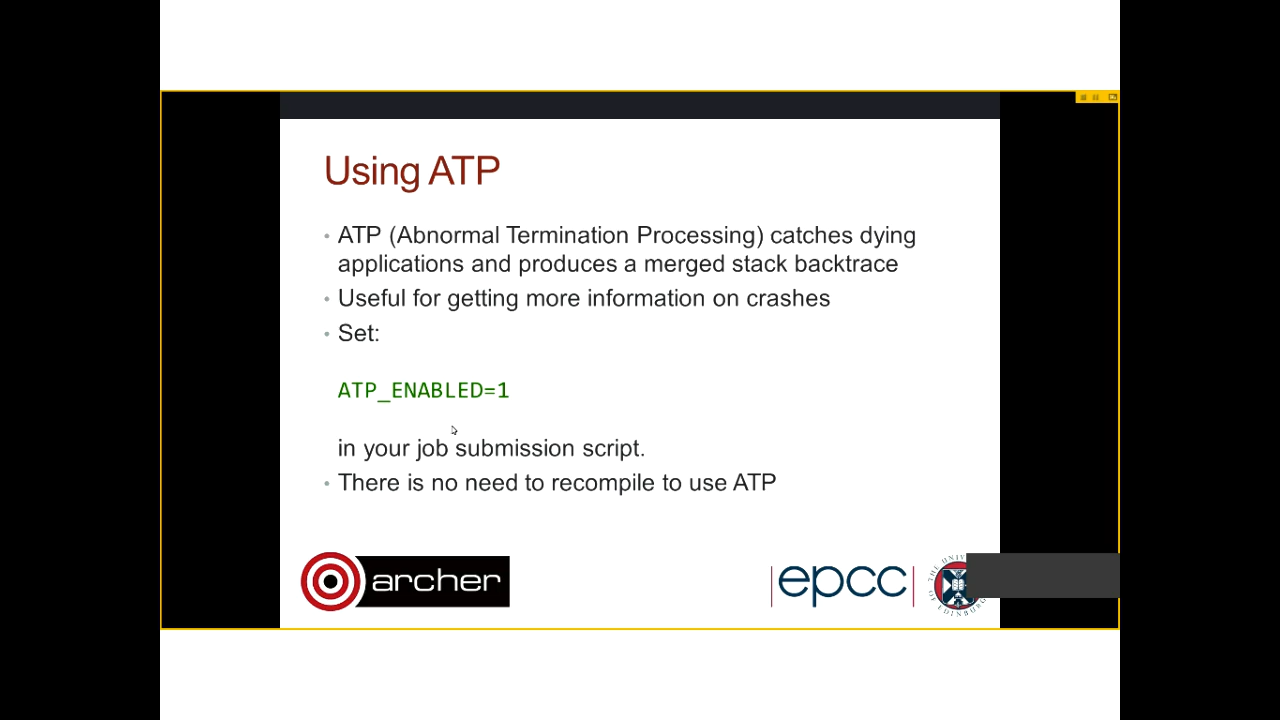 Using ATP
• ATP (Abnormal Termination Processing) catches dying
applications and produces a merged stack backtrace
• Useful for getting more information on crashes
• Set:
ATP_ENABLED=1
in your job submission script.
• There is no need to recompile to use ATP
archer
epcc